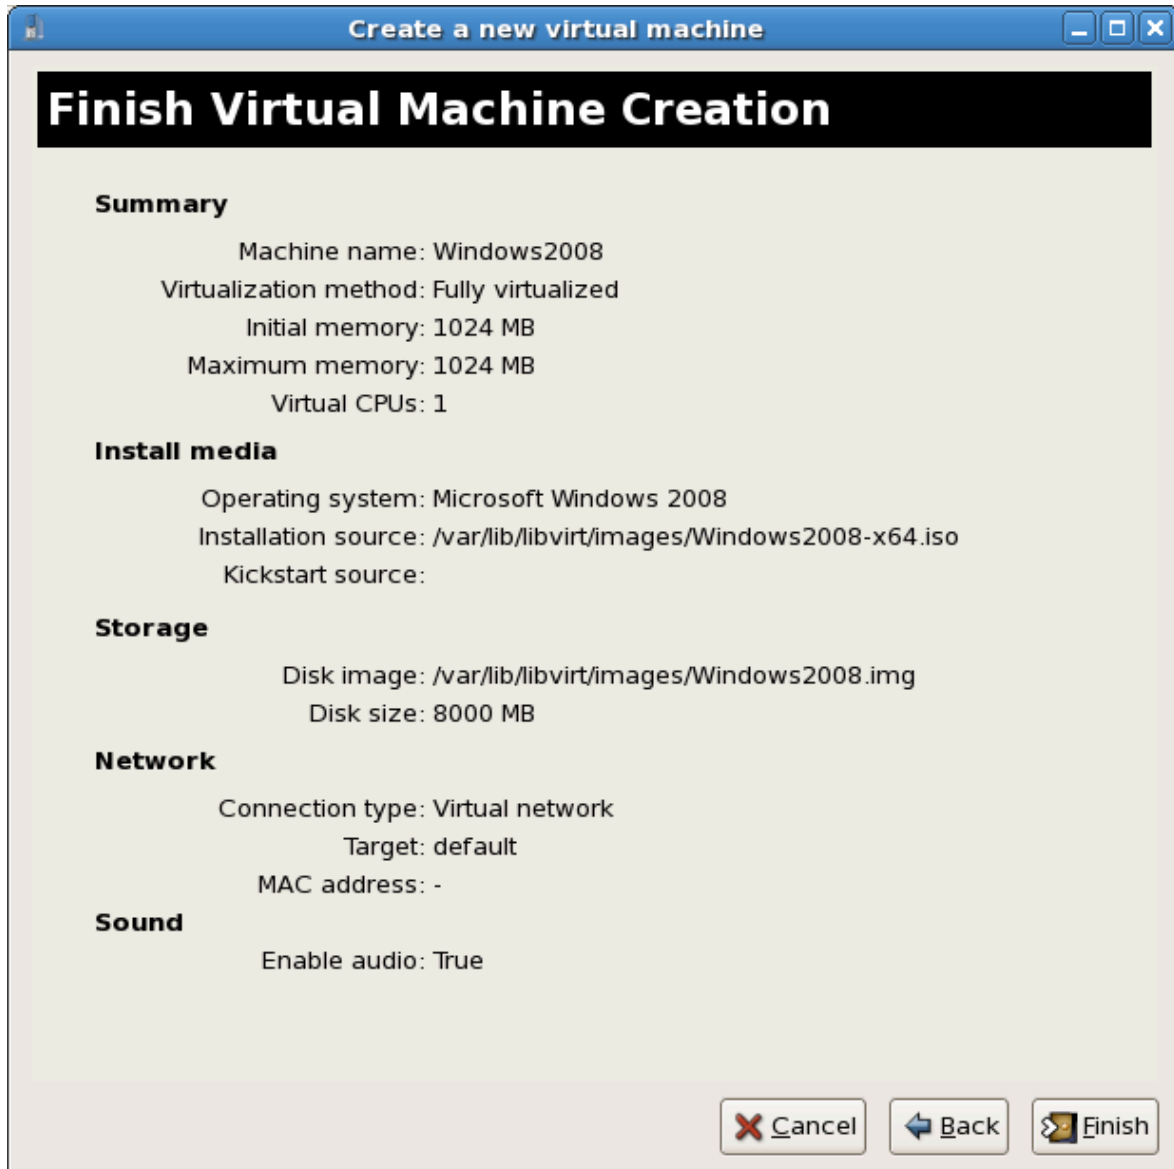 Create a new virtual machine
Finish Virtual Machine Creation
Summary
Machine name: Windows2008
Virtualization method: Fully virtualized
Initial memory: 1024 MB
Maximum memory: 1024 MB
Virtual CPUs: 1
Install media
Operating system: Microsoft Windows 2008
Installation source: /var/lib/libvirt/images/Windows2008-x64.iso
Kickstart source:
Storage
Disk image: /var/lib/libvirt/images/Windows2008.img
Disk size: 8000 MB
Network
Connection type: Virtual network
Target: default
MAC address: -
Sound
Enable audio: True
Cancel Back Finish